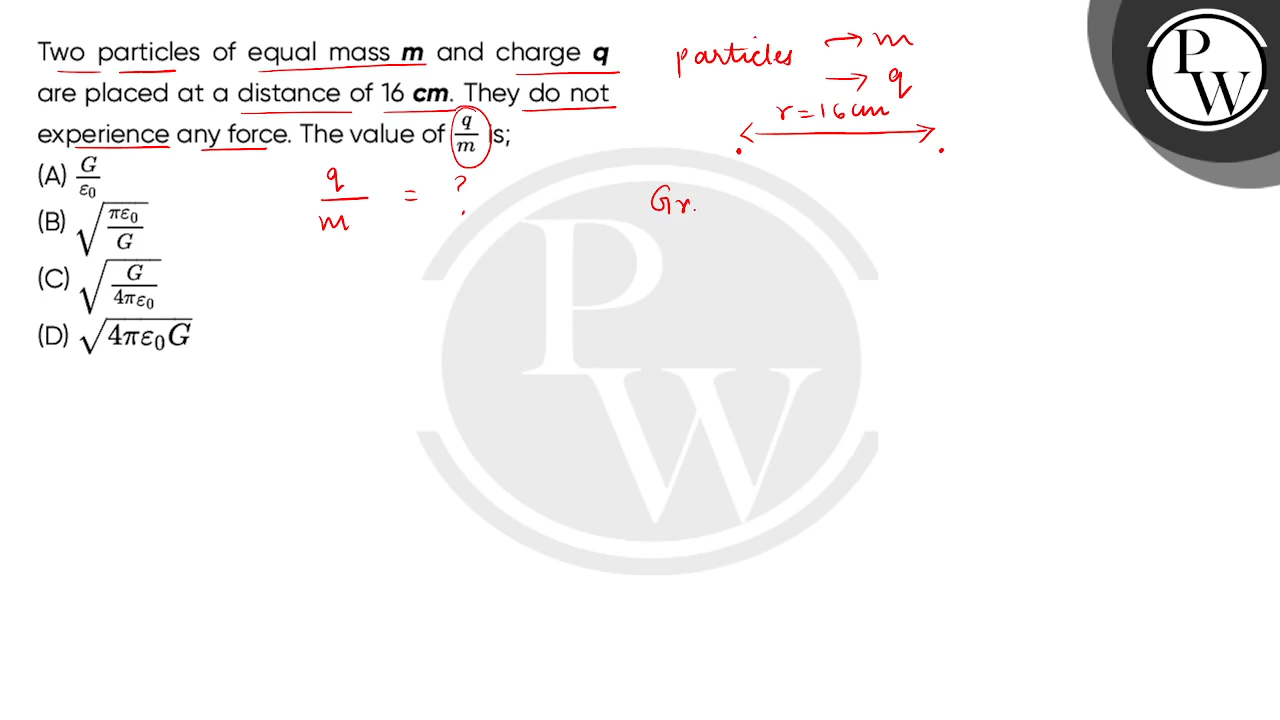 Two particles of equal mass m and charge q
are placed at a distance of 16 cm. They do not
experience any force. The value of q/m is;
(A) G/ε₀
(B) √(πε₀/G)
(C) √(G/4πε₀)
(D) √(4πε₀G)
q/m = ?
particles → m
→ q
r = 16 cm
Gr.
P
W
P
W